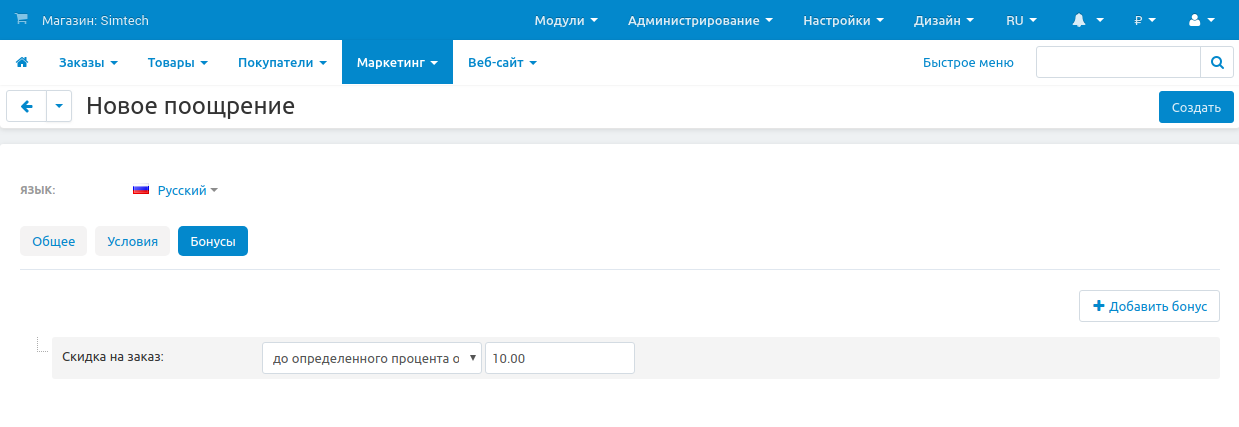 Магазин: Simtech Модули Администрирование Настройки Дизайн RU ₽
Заказы Товары Покупатели Маркетинг Веб-сайт Быстрое меню
Новое поощрение Создать
ЯЗЫК: Русский
Общее Условия Бонусы
Добавить бонус
Скидка на заказ: до определенного процента о 10.00